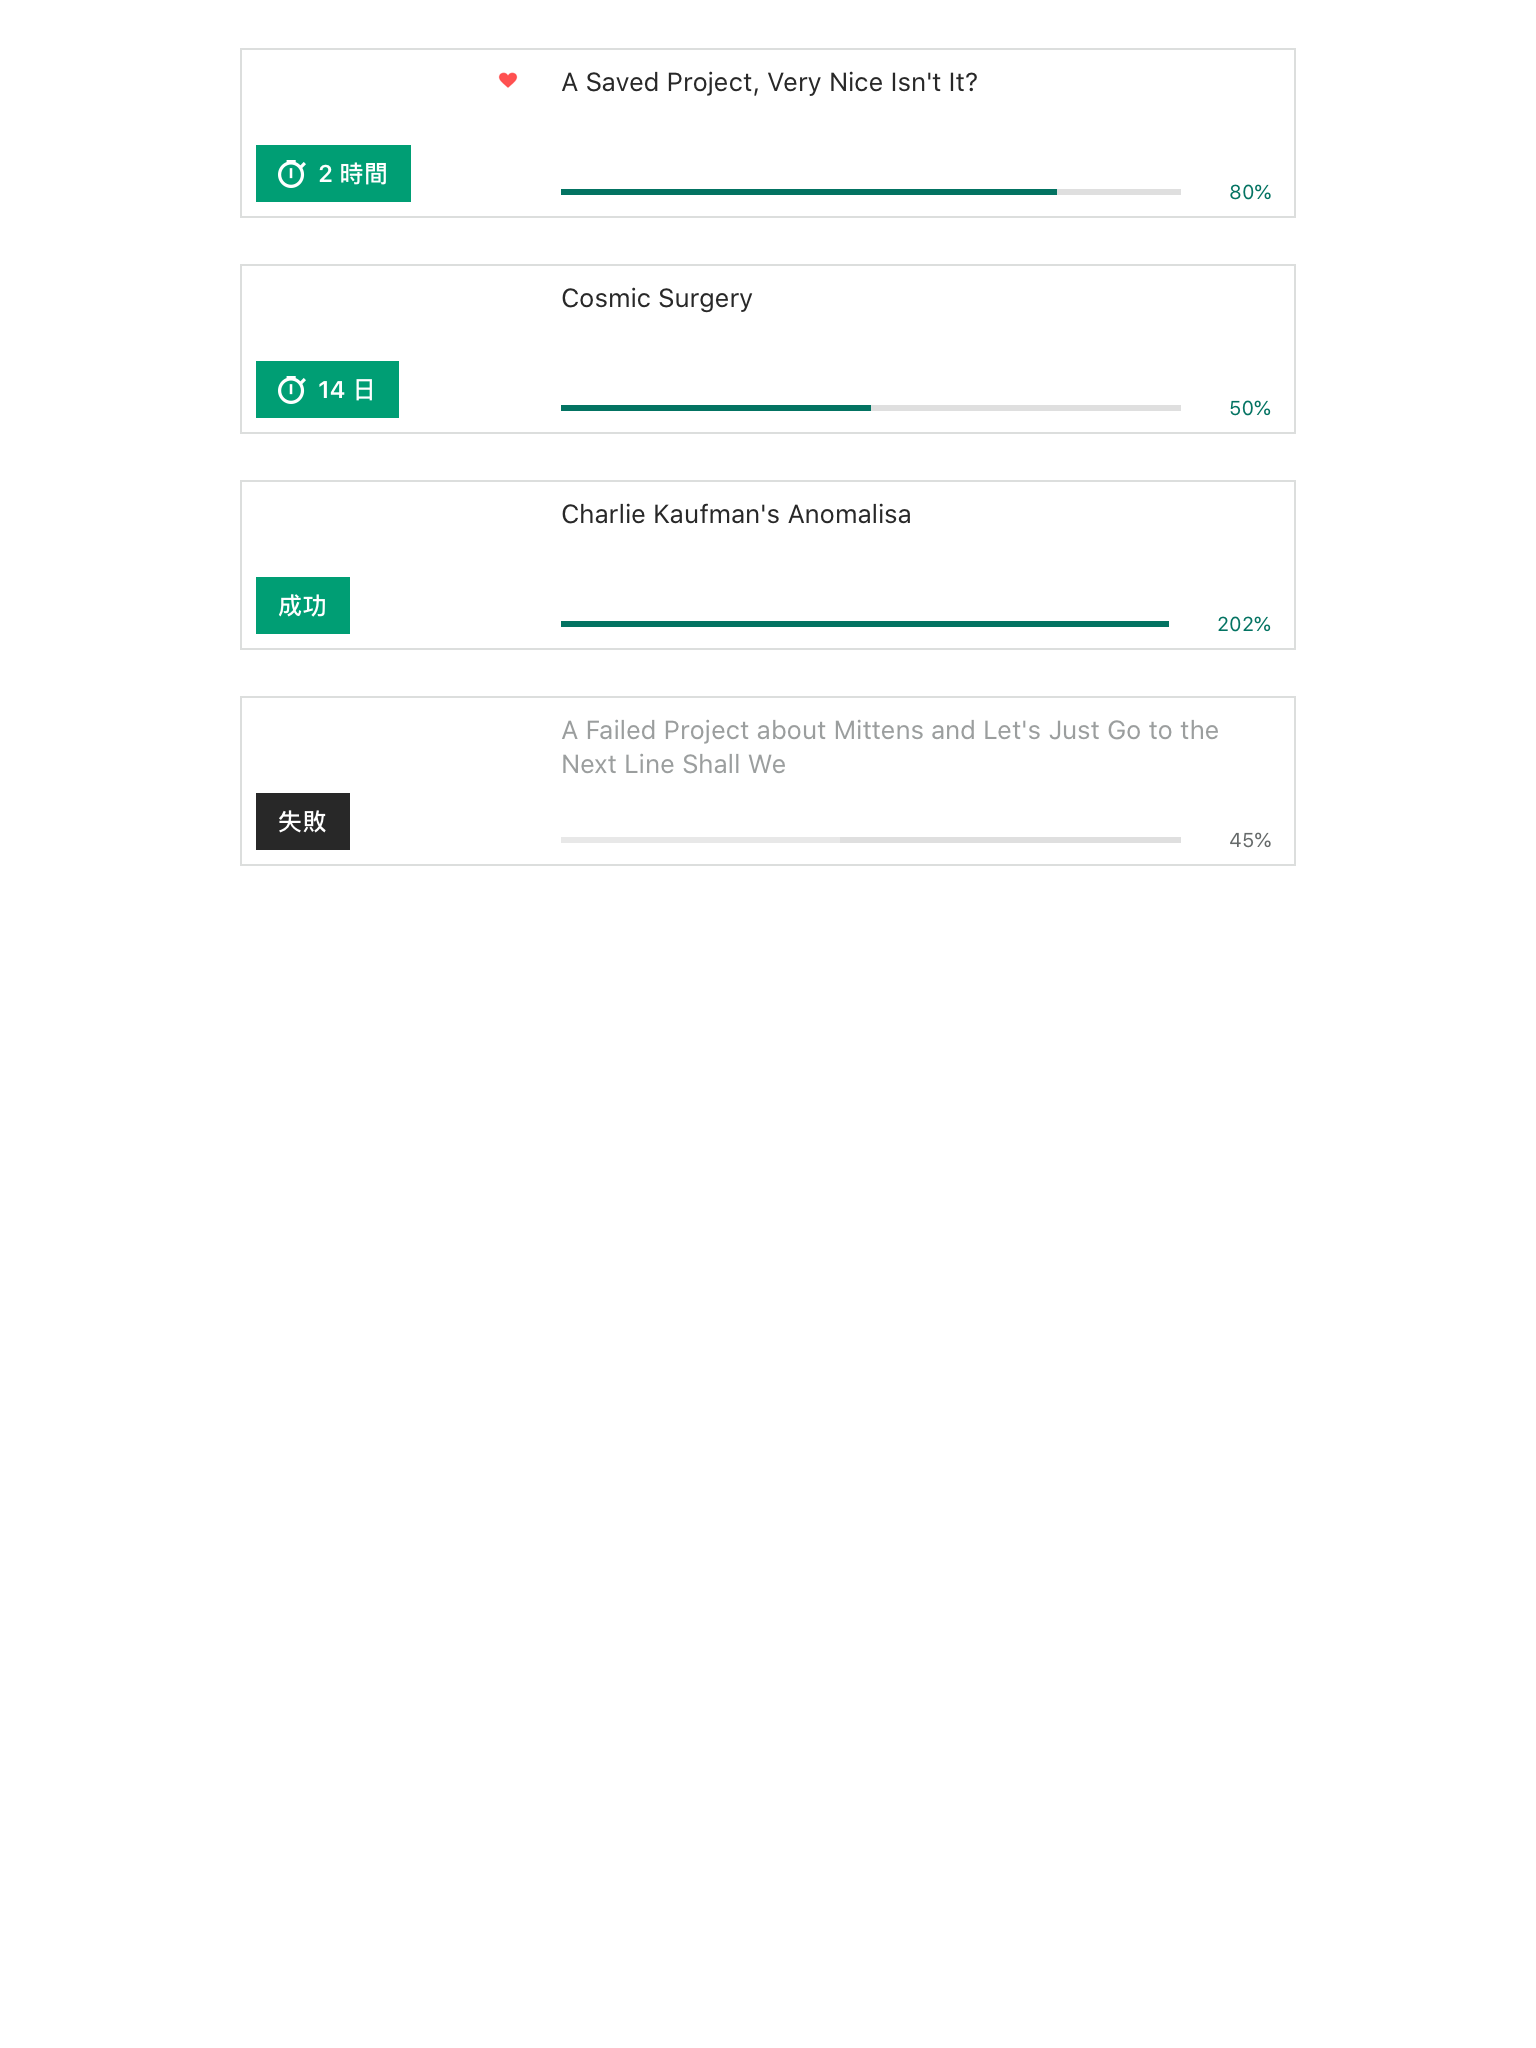 A Saved Project, Very Nice Isn't It?
2 時間
80%
Cosmic Surgery
14 日
50%
Charlie Kaufman's Anomalisa
成功
202%
A Failed Project about Mittens and Let's Just Go to the
Next Line Shall We
失敗
45%